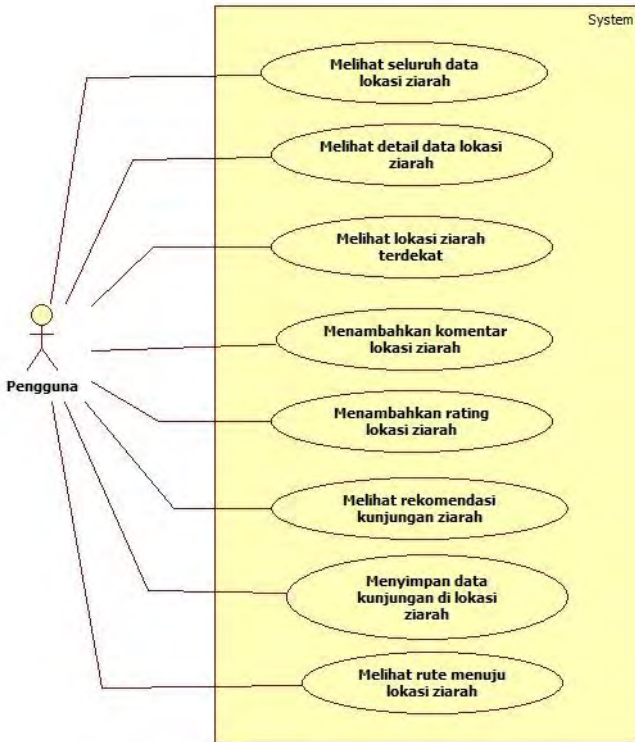 System
Melihat seluruh data
lokasi ziarah
Melihat detail data lokasi
ziarah
Melihat lokasi ziarah
terdekat
Menambahkan komentar
lokasi ziarah
Pengguna
Menambahkan rating
lokasi ziarah
Melihat rekomendasi
kunjungan ziarah
Menyimpan data
kunjungan di lokasi
ziarah
Melihat rute menuju
lokasi ziarah